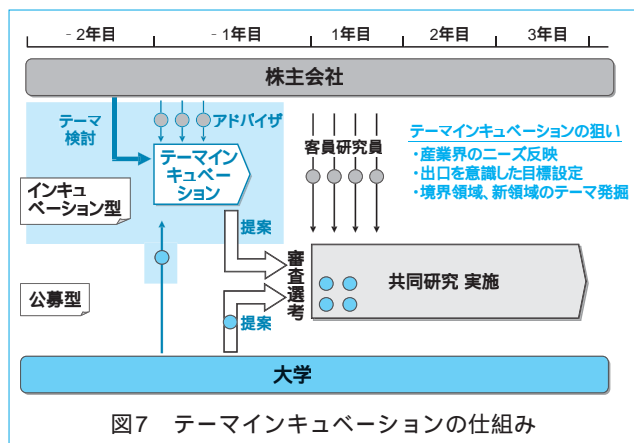 - 2年目
- 1年目
1年目
2年目
3年目
株主会社
テーマ
検討
アドバイザ
客員研究員
テーマインキュベーションの狙い
・産業界のニーズ反映
・出口を意識した目標設定
・境界領域、新領域のテーマ発掘
テーマイン
キュベー
ション
インキュ
ベーション型
提案
審査選考
共同研究 実施
公募型
提案
大学
図7 テーマインキュベーションの仕組み